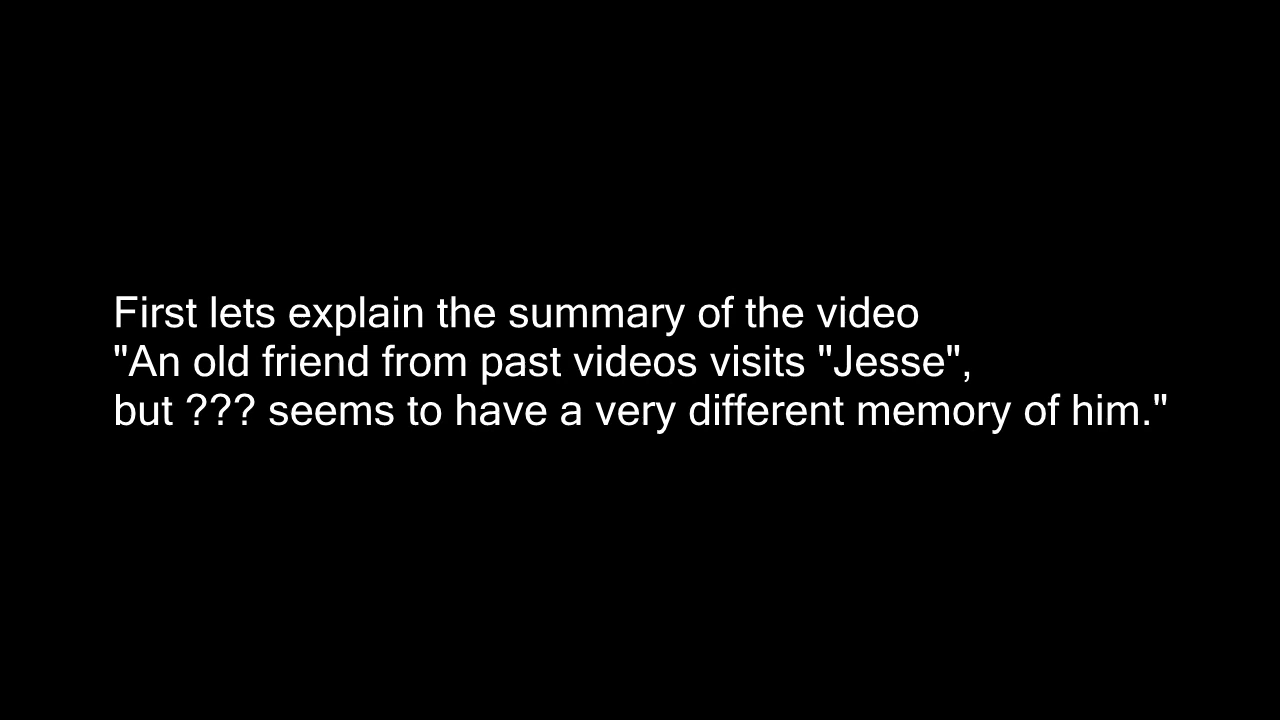 First lets explain the summary of the video
"An old friend from past videos visits "Jesse",
but ??? seems to have a very different memory of him."